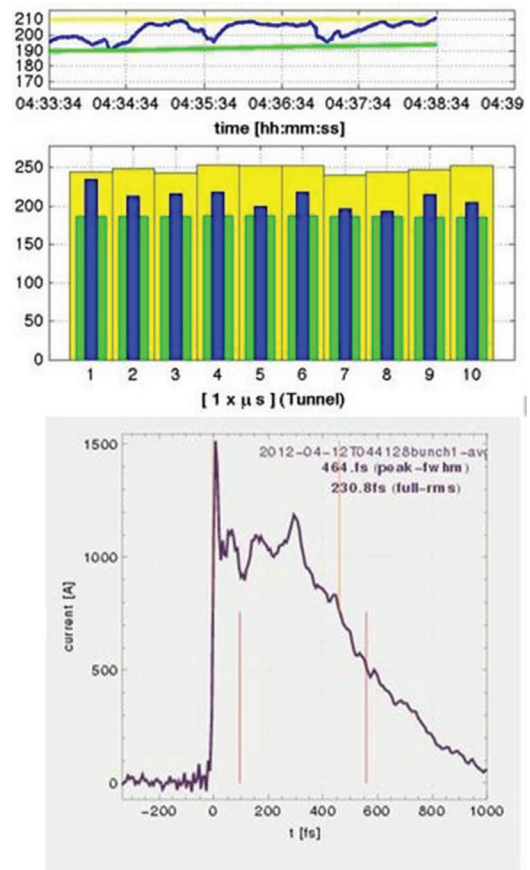 210
200
190
180
170
04:33:34 04:34:34 04:35:34 04:36:34 04:37:34 04:38:34 04:39
time [hh:mm:ss]
250
200
150
100
50
0
1 2 3 4 5 6 7 8 9 10
[ 1 x μ s ] (Tunnel)
1500
2012-04-12T044128bunch1-avg
464.fs (peak-fwhm)
230.8fs (full-rms)
1000
500
0
current [A]
-200 0 200 400 600 800 1000
t [fs]